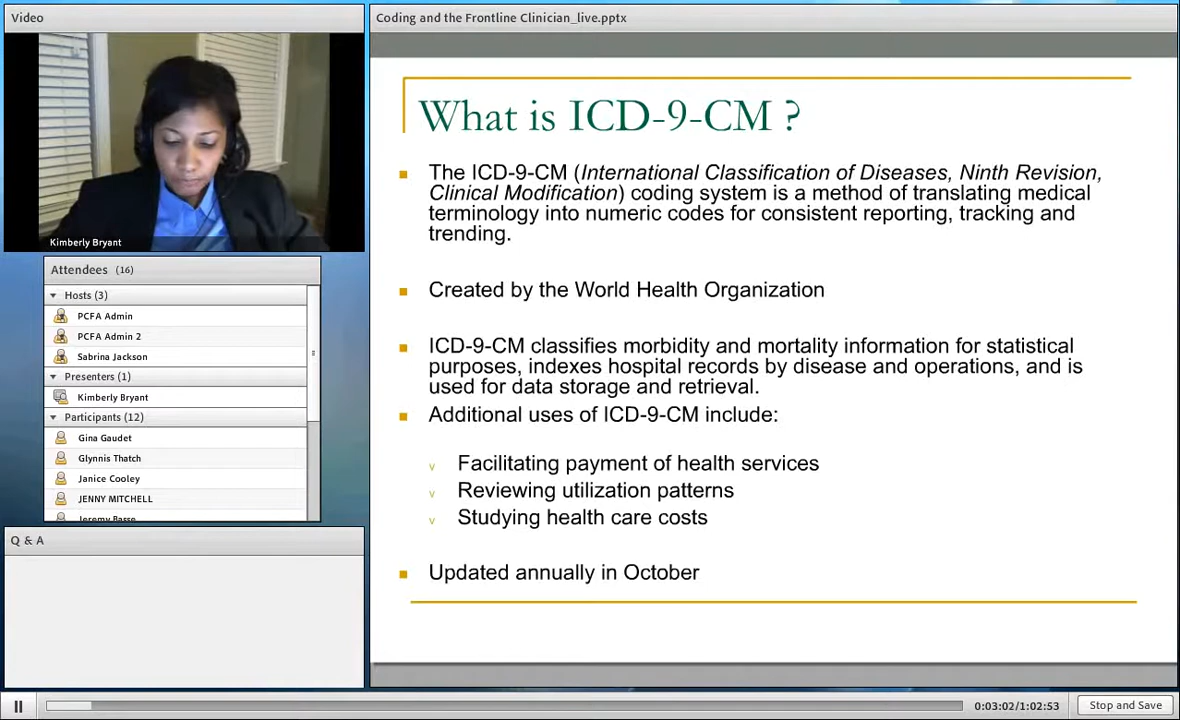 Video
Kimberly Bryant
Attendees (16)
Hosts (3)
PCFA Admin
PCFA Admin 2
Sabrina Jackson
Presenters (1)
Kimberly Bryant
Participants (12)
Gina Gaudet
Glynnis Thatch
Janice Cooley
JENNY MITCHELL
Jeremy Basse
Q & A
Coding and the Frontline Clinician_live.pptx
What is ICD-9-CM ?
The ICD-9-CM (International Classification of Diseases, Ninth Revision,
Clinical Modification) coding system is a method of translating medical
terminology into numeric codes for consistent reporting, tracking and
trending.
Created by the World Health Organization
ICD-9-CM classifies morbidity and mortality information for statistical
purposes, indexes hospital records by disease and operations, and is
used for data storage and retrieval.
Additional uses of ICD-9-CM include:
v Facilitating payment of health services
v Reviewing utilization patterns
v Studying health care costs
Updated annually in October
0:03:02/1:02:53
Stop and Save